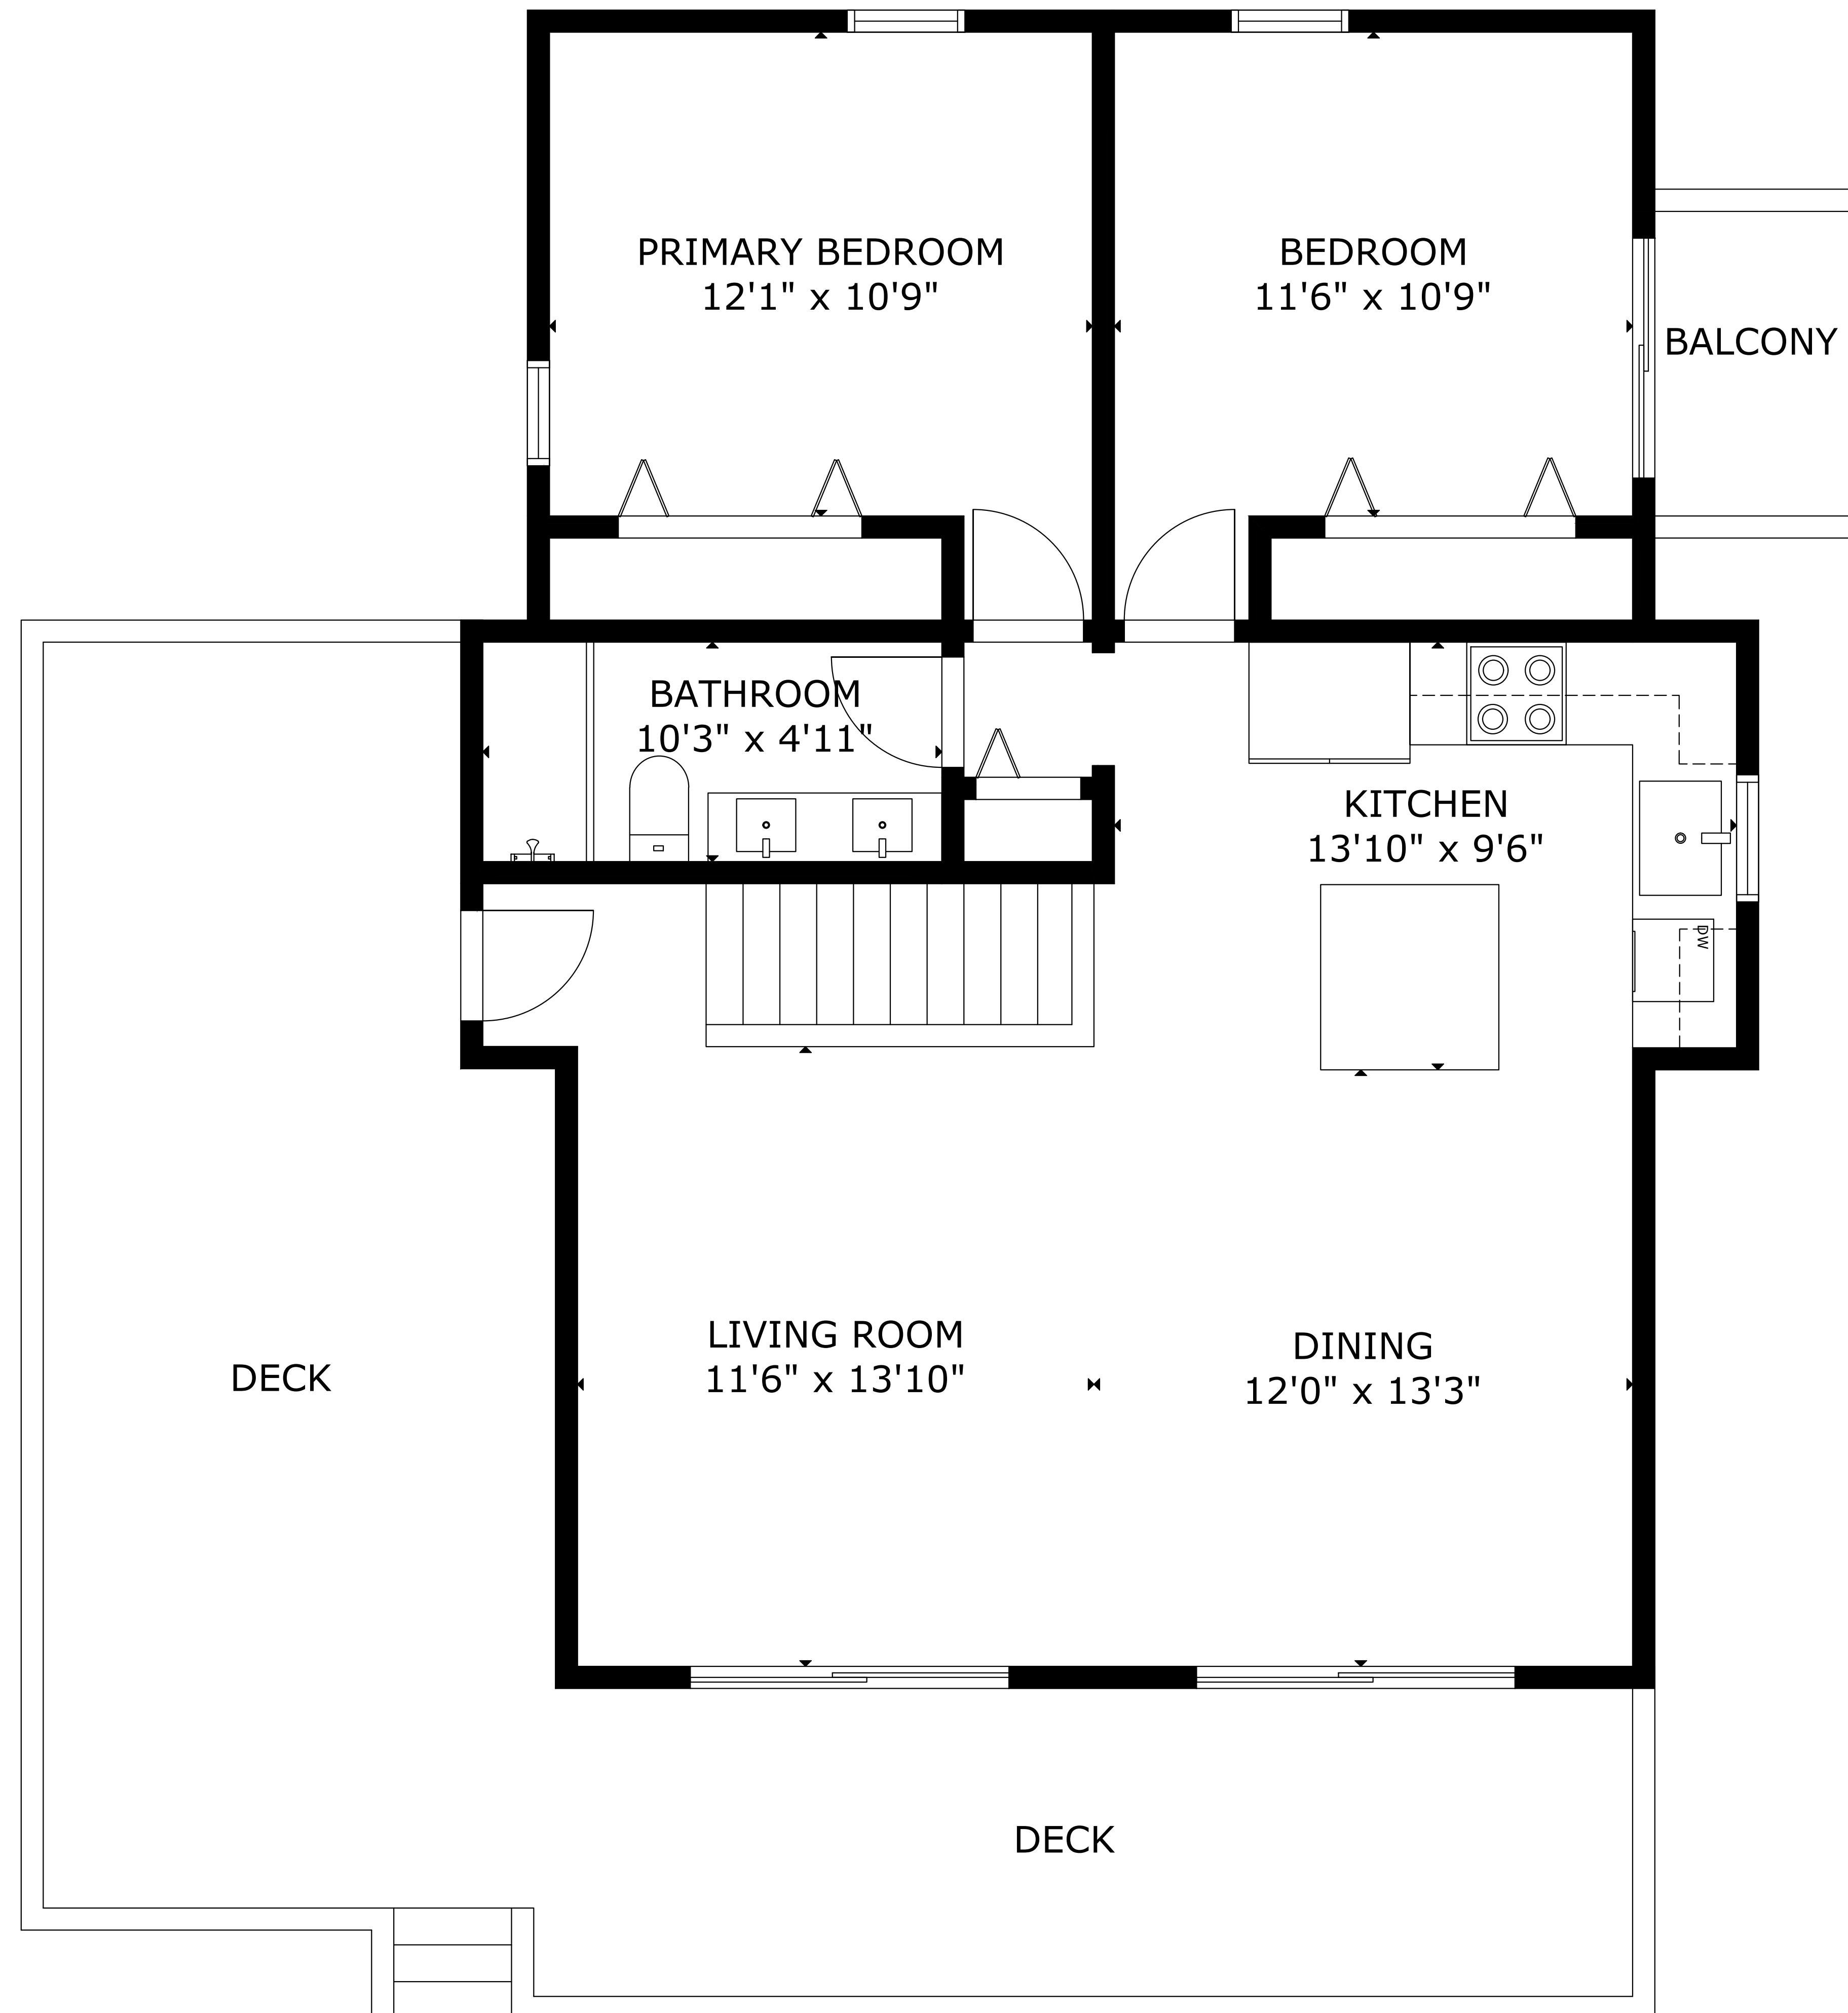 PRIMARY BEDROOM
12'1" x 10'9"
BEDROOM
11'6" x 10'9"
BALCONY
BATHROOM
10'3" x 4'11"
KITCHEN
13'10" x 9'6"
DW
LIVING ROOM
11'6" x 13'10"
DINING
12'0" x 13'3"
DECK
DECK